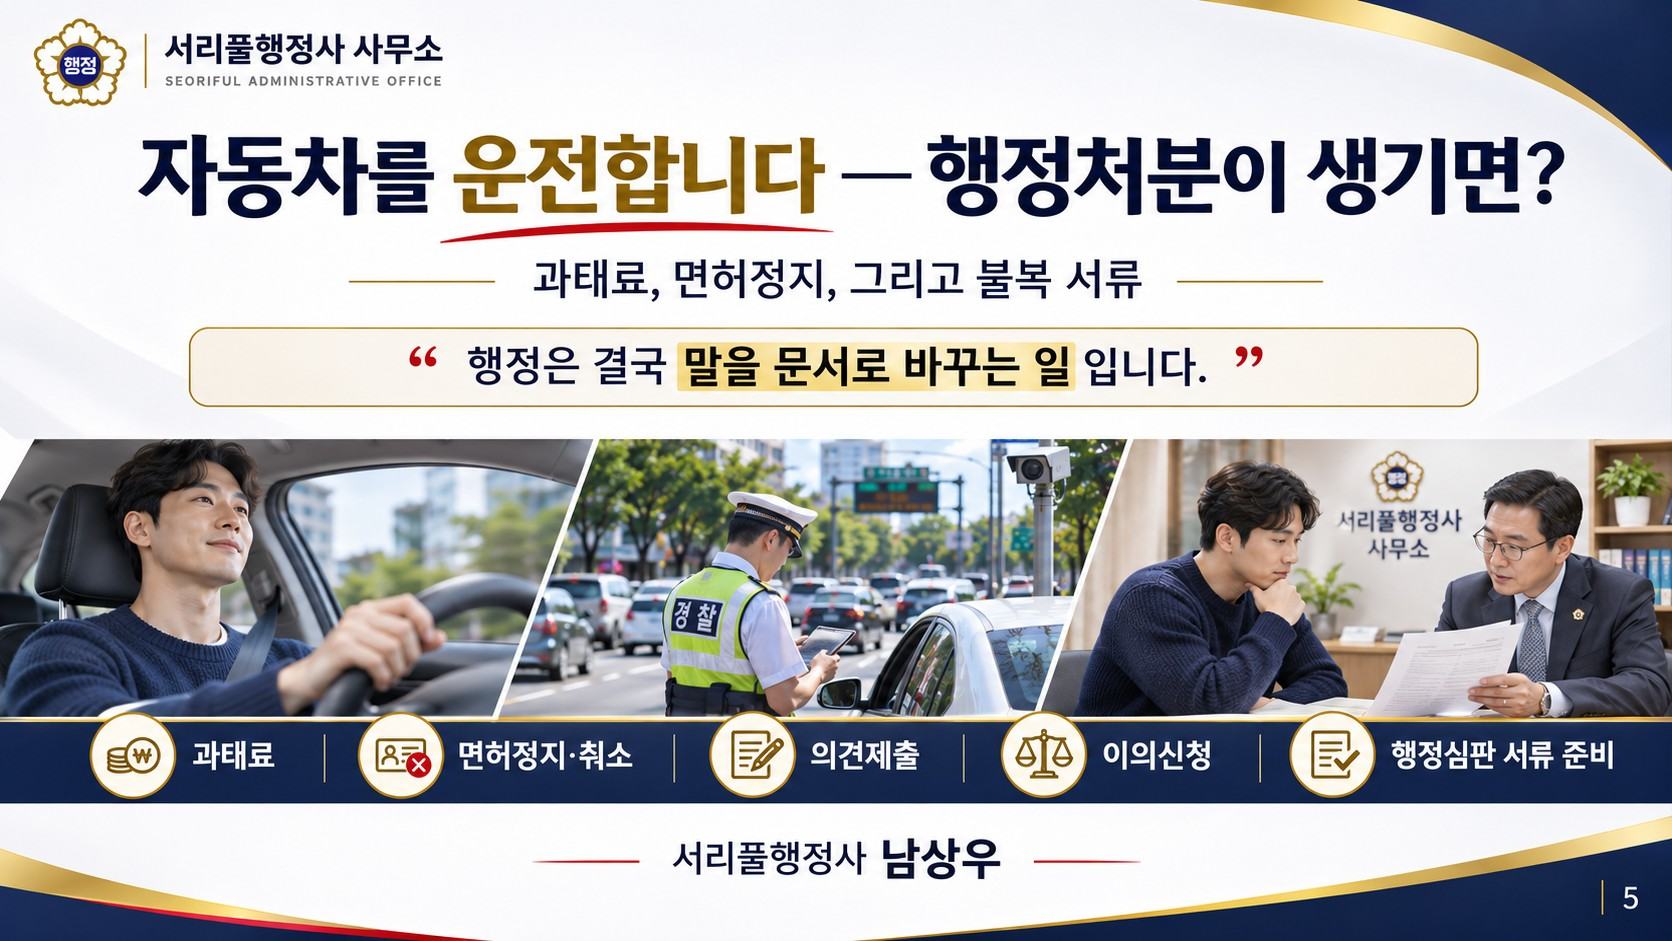 행정
서리풀행정사 사무소
SEORIFUL ADMINISTRATIVE OFFICE
자동차를 운전합니다 — 행정처분이 생기면?
과태료, 면허정지, 그리고 불복 서류
“ 행정은 결국 말을 문서로 바꾸는 일 입니다. ”
경찰
행정
서리풀행정사
사무소
₩ 과태료
면허정지·취소
의견제출
이의신청
행정심판 서류 준비
서리풀행정사 남상우
5